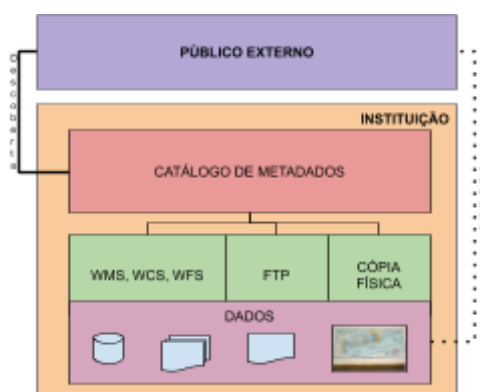 PÚBLICO EXTERNO
Descoberta
INSTITUIÇÃO
CATÁLOGO DE METADADOS
WMS, WCS, WFS
FTP
CÓPIA
FÍSICA
DADOS